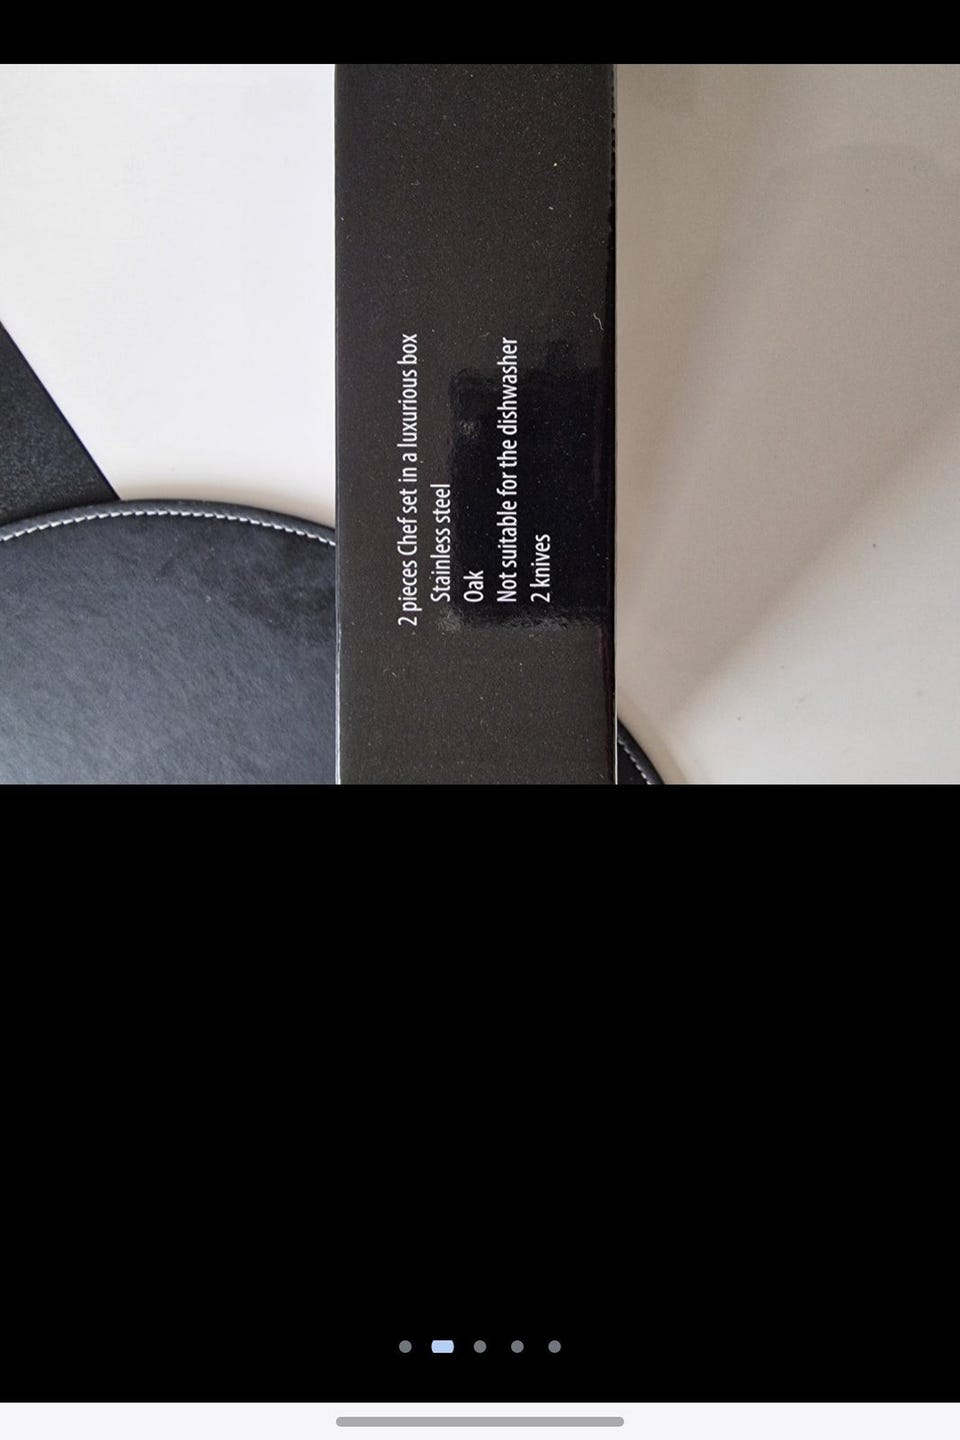 2 pieces Chef set in a luxurious box
Stainless steel
Oak
Not suitable for the dishwasher
2 knives